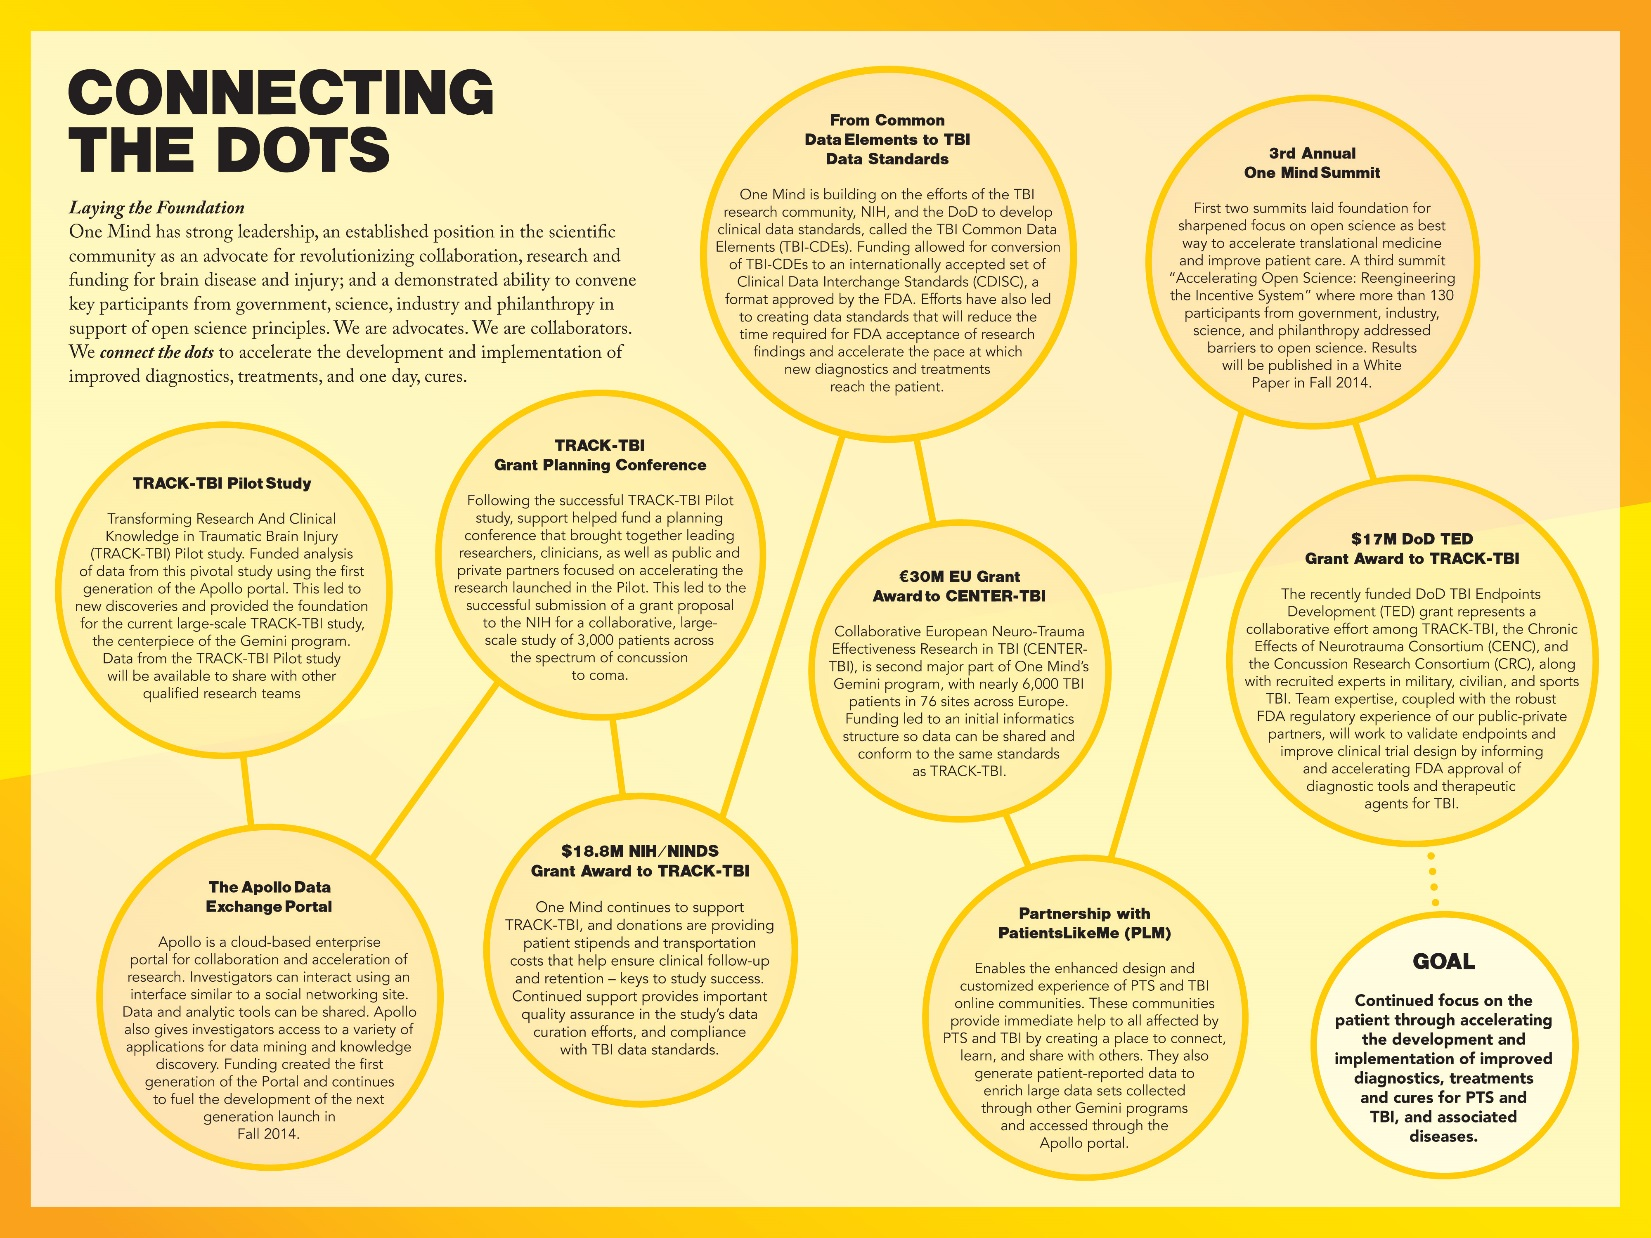 CONNECTING
THE DOTS
Laying the Foundation
One Mind has strong leadership, an established position in the scientific
community as an advocate for revolutionizing collaboration, research and
funding for brain disease and injury; and a demonstrated ability to convene
key participants from government, science, industry and philanthropy in
support of open science principles. We are advocates. We are collaborators.
We connect the dots to accelerate the development and implementation of
improved diagnostics, treatments, and one day, cures.
TRACK-TBI Pilot Study
Transforming Research And Clinical
Knowledge in Traumatic Brain Injury
(TRACK-TBI) Pilot study. Funded analysis
of data from this pivotal study using the first
generation of the Apollo portal. This led to
new discoveries and provided the foundation
for the current large-scale TRACK-TBI study,
the centerpiece of the Gemini program.
Data from the TRACK-TBI Pilot study
will be available to share with other
qualified research teams
The Apollo Data
Exchange Portal
Apollo is a cloud-based enterprise
portal for collaboration and acceleration of
research. Investigators can interact using an
interface similar to a social networking site.
Data and analytic tools can be shared. Apollo
also gives investigators access to a variety of
applications for data mining and knowledge
discovery. Funding created the first
generation of the Portal and continues
to fuel the development of the next
generation launch in
Fall 2014.
TRACK-TBI
Grant Planning Conference
Following the successful TRACK-TBI Pilot
study, support helped fund a planning
conference that brought together leading
researchers, clinicians, as well as public and
private partners focused on accelerating the
research launched in the Pilot. This led to the
successful submission of a grant proposal
to the NIH for a collaborative, large-
scale study of 3,000 patients across
the spectrum of concussion
to coma.
$18.8M NIH/NINDS
Grant Award to TRACK-TBI
One Mind continues to support
TRACK-TBI, and donations are providing
patient stipends and transportation
costs that help ensure clinical follow-up
and retention – keys to study success.
Continued support provides important
quality assurance in the study's data
curation efforts, and compliance
with TBI data standards.
From Common
Data Elements to TBI
Data Standards
One Mind is building on the efforts of the TBI
research community, NIH, and the DoD to develop
clinical data standards, called the TBI Common Data
Elements (TBI-CDEs). Funding allowed for conversion
of TBI-CDEs to an internationally accepted set of
Clinical Data Interchange Standards (CDISC), a
format approved by the FDA. Efforts have also led
to creating data standards that will reduce the
time required for FDA acceptance of research
findings and accelerate the pace at which
new diagnostics and treatments
reach the patient.
€30M EU Grant
Award to CENTER-TBI
Collaborative European Neuro-Trauma
Effectiveness Research in TBI (CENTER-
TBI), is second major part of One Mind's
Gemini program, with nearly 6,000 TBI
patients in 76 sites across Europe.
Funding led to an initial informatics
structure so data can be shared and
conform to the same standards
as TRACK-TBI.
Partnership with
PatientsLikeMe (PLM)
Enables the enhanced design and
customized experience of PTS and TBI
online communities. These communities
provide immediate help to all affected by
PTS and TBI by creating a place to connect,
learn, and share with others. They also
generate patient-reported data to
enrich large data sets collected
through other Gemini programs
and accessed through the
Apollo portal.
3rd Annual
One Mind Summit
First two summits laid foundation for
sharpened focus on open science as best
way to accelerate translational medicine
and improve patient care. A third summit
“Accelerating Open Science: Reengineering
the Incentive System” where more than 130
participants from government, industry,
science, and philanthropy addressed
barriers to open science. Results
will be published in a White
Paper in Fall 2014.
$17M DoD TED
Grant Award to TRACK-TBI
The recently funded DoD TBI Endpoints
Development (TED) grant represents a
collaborative effort among TRACK-TBI, the Chronic
Effects of Neurotrauma Consortium (CENC), and
the Concussion Research Consortium (CRC), along
with recruited experts in military, civilian, and sports
TBI. Team expertise, coupled with the robust
FDA regulatory experience of our public-private
partners, will work to validate endpoints and
improve clinical trial design by informing
and accelerating FDA approval of
diagnostic tools and therapeutic
agents for TBI.
GOAL
Continued focus on the
patient through accelerating
the development and
implementation of improved
diagnostics, treatments
and cures for PTS and
TBI, and associated
diseases.